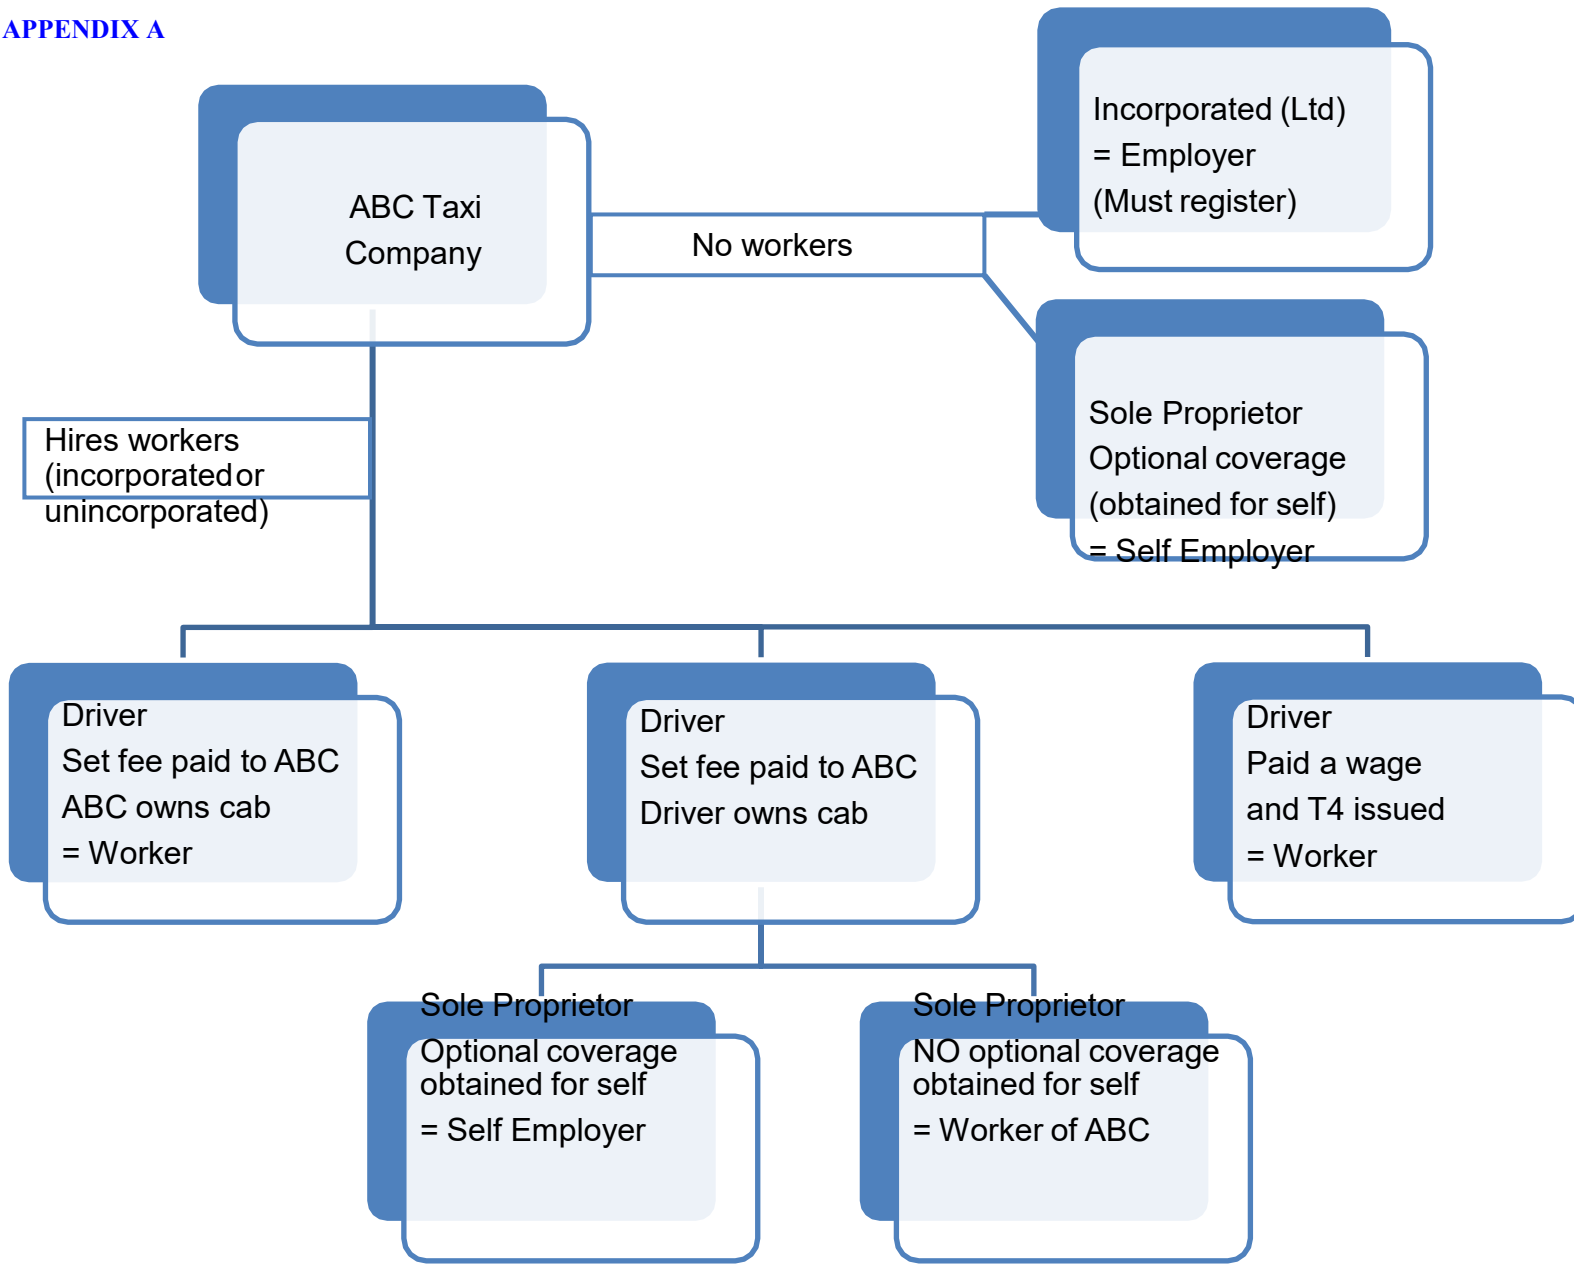 APPENDIX A
Incorporated (Ltd)
= Employer
(Must register)
ABC Taxi
Company
No workers
Sole Proprietor
Optional coverage
(obtained for self)
= Self Employer
Hires workers
(incorporated or
unincorporated)
Driver
Set fee paid to ABC
ABC owns cab
= Worker
Driver
Set fee paid to ABC
Driver owns cab
Driver
Paid a wage
and T4 issued
= Worker
Sole Proprietor
Optional coverage
obtained for self
= Self Employer
Sole Proprietor
NO optional coverage
obtained for self
= Worker of ABC